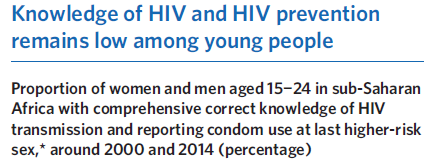 Knowledge of HIV and HIV prevention
remains low among young people
Proportion of women and men aged 15–24 in sub-Saharan
Africa with comprehensive correct knowledge of HIV
transmission and reporting condom use at last higher-risk
sex,* around 2000 and 2014 (percentage)